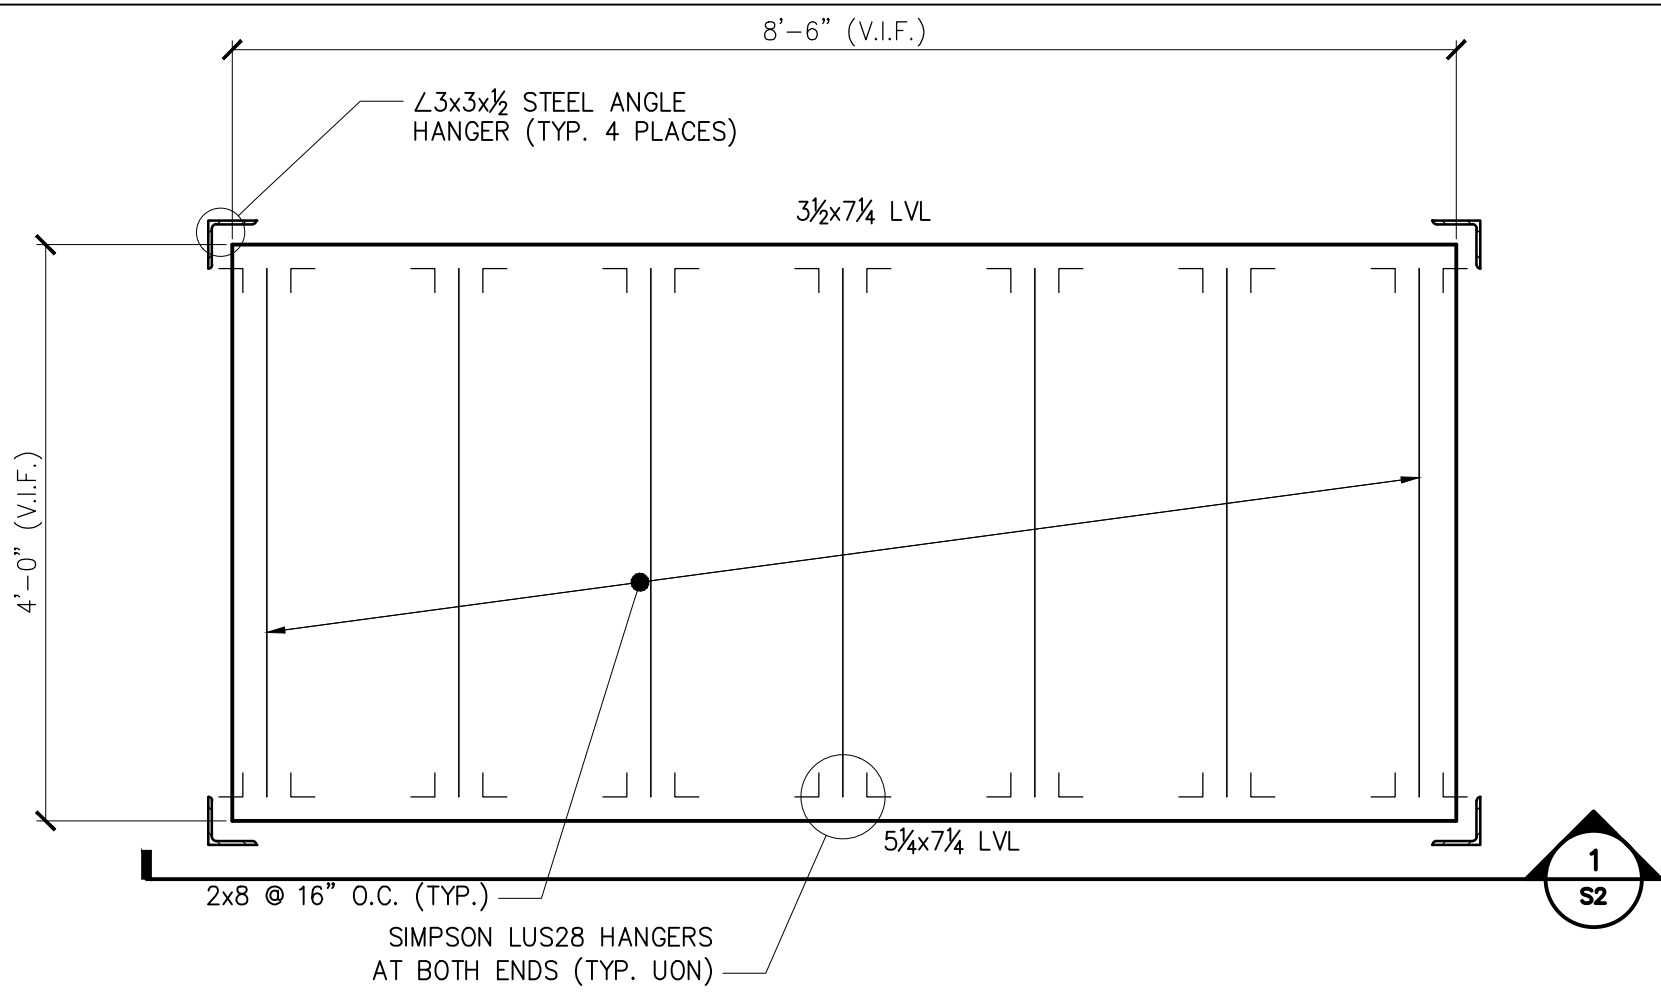 8’-6” (V.I.F.)
∠3x3x½ STEEL ANGLE
HANGER (TYP. 4 PLACES)
3½x7¼ LVL
4’-0” (V.I.F.)
5¼x7¼ LVL
1
S2
2x8 @ 16” O.C. (TYP.)
SIMPSON LUS28 HANGERS
AT BOTH ENDS (TYP. UON)